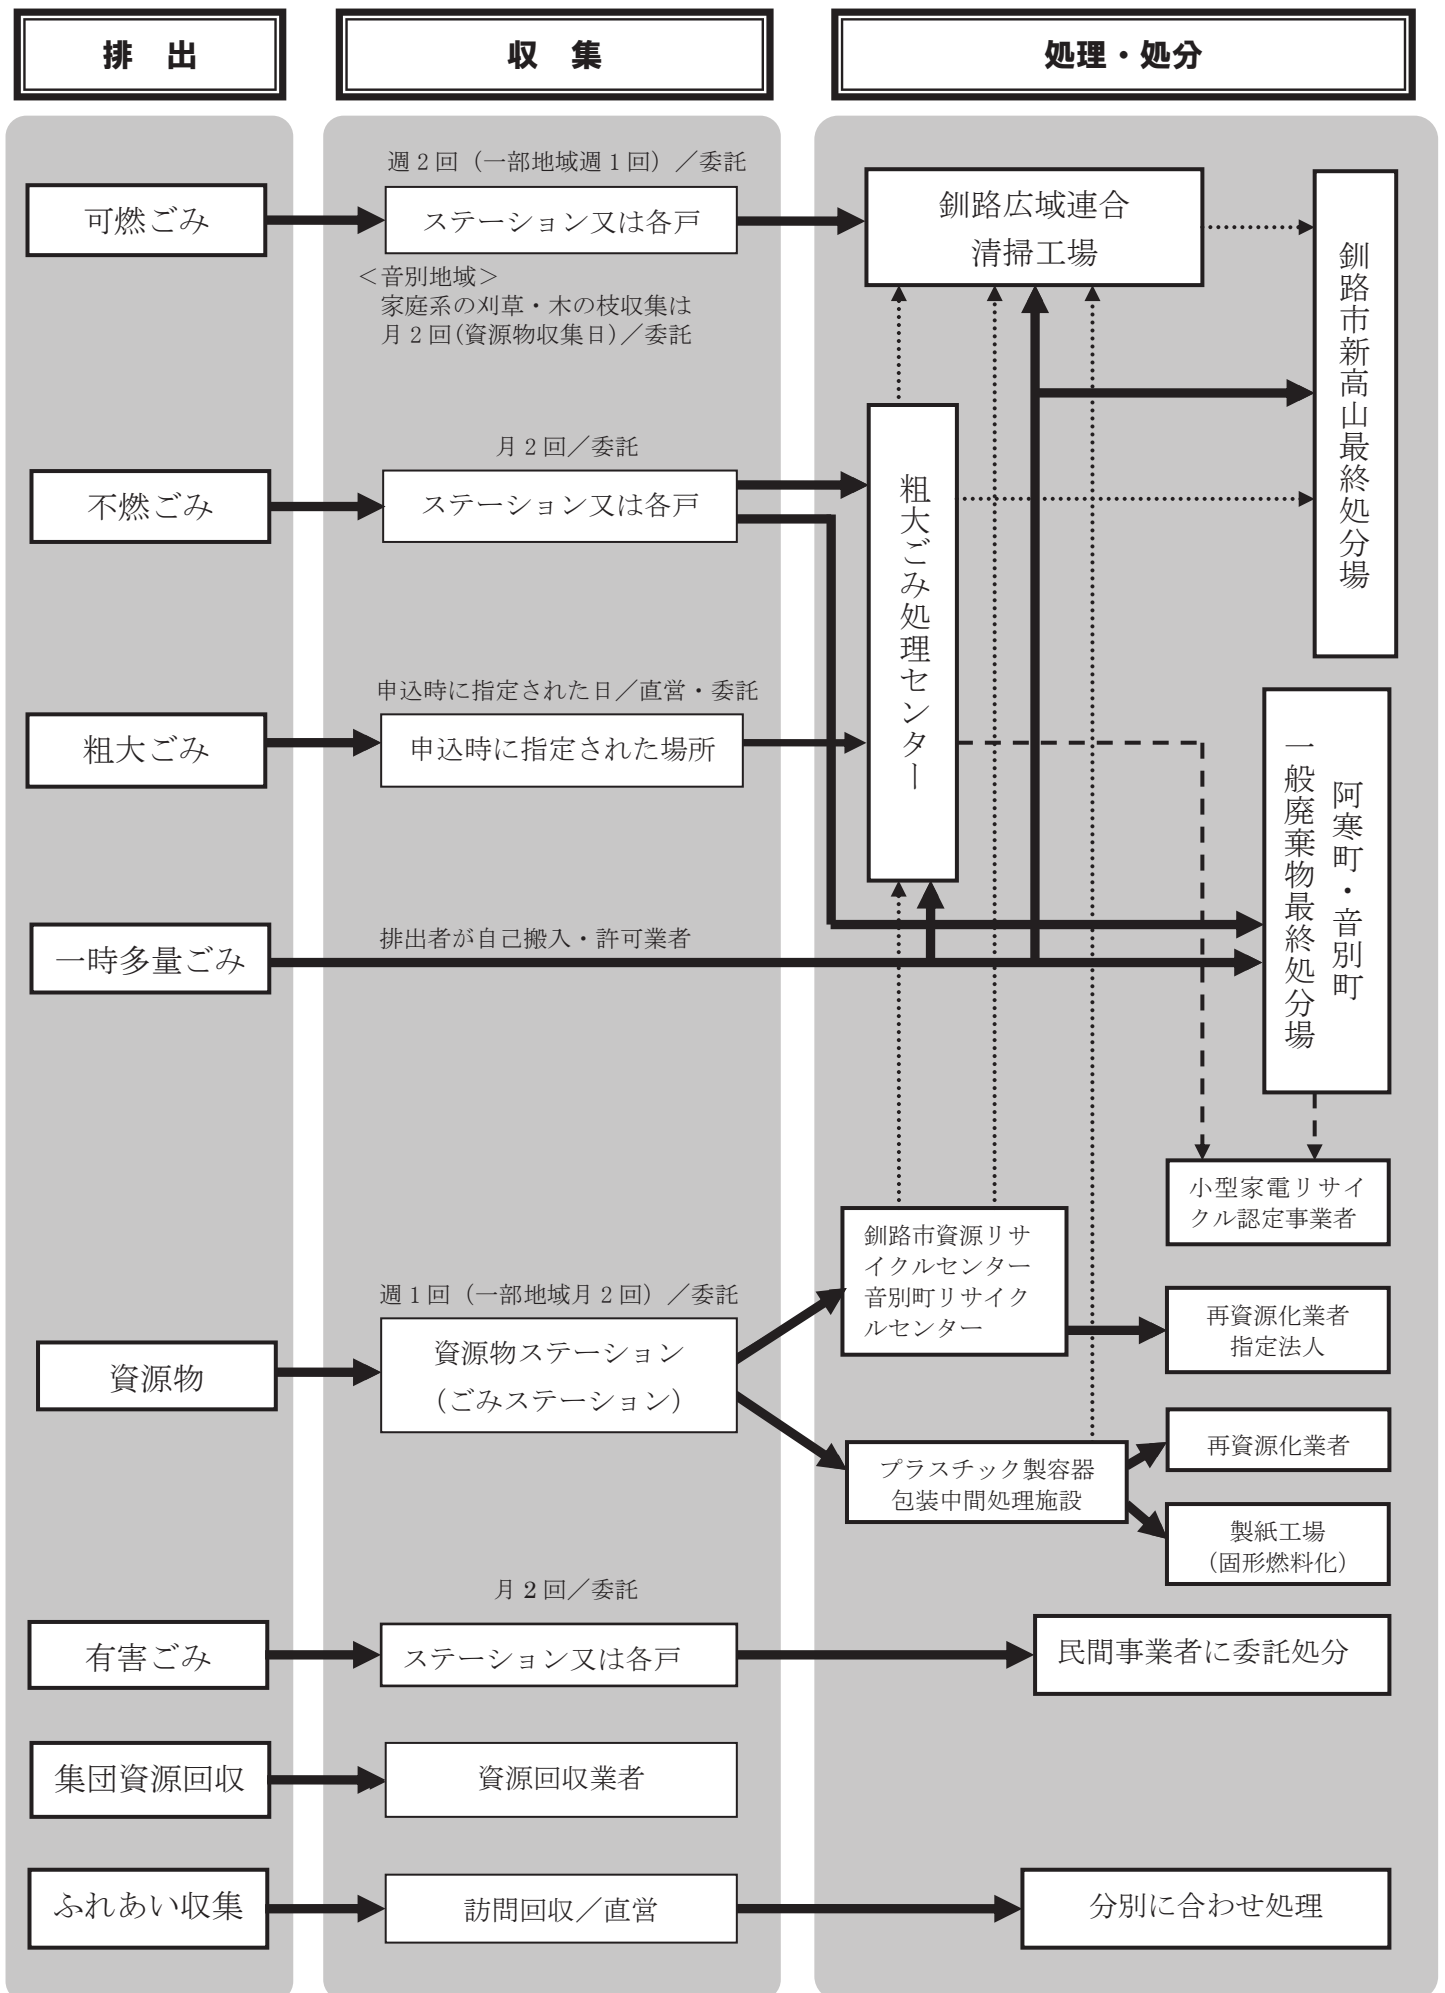 排　出
収　集
処理・処分
週２回（一部地域週１回）／委託
可燃ごみ
ステーション又は各戸
釧路広域連合
清掃工場
釧路市新高山最終処分場
＜音別地域＞
家庭系の刈草・木の枝収集は
月２回(資源物収集日)／委託
月２回／委託
不燃ごみ
ステーション又は各戸
粗大ごみ処理センター
申込時に指定された日／直営・委託
粗大ごみ
申込時に指定された場所
阿寒町・音別町
一般廃棄物最終処分場
一時多量ごみ
排出者が自己搬入・許可業者
小型家電リサイ
クル認定事業者
週１回（一部地域月２回）／委託
資源物
資源物ステーション
（ごみステーション）
釧路市資源リサ
イクルセンター
音別町リサイク
ルセンター
再資源化業者
指定法人
プラスチック製容器
包装中間処理施設
再資源化業者
製紙工場
（固形燃料化）
月２回／委託
有害ごみ
ステーション又は各戸
民間事業者に委託処分
集団資源回収
資源回収業者
ふれあい収集
訪問回収／直営
分別に合わせ処理